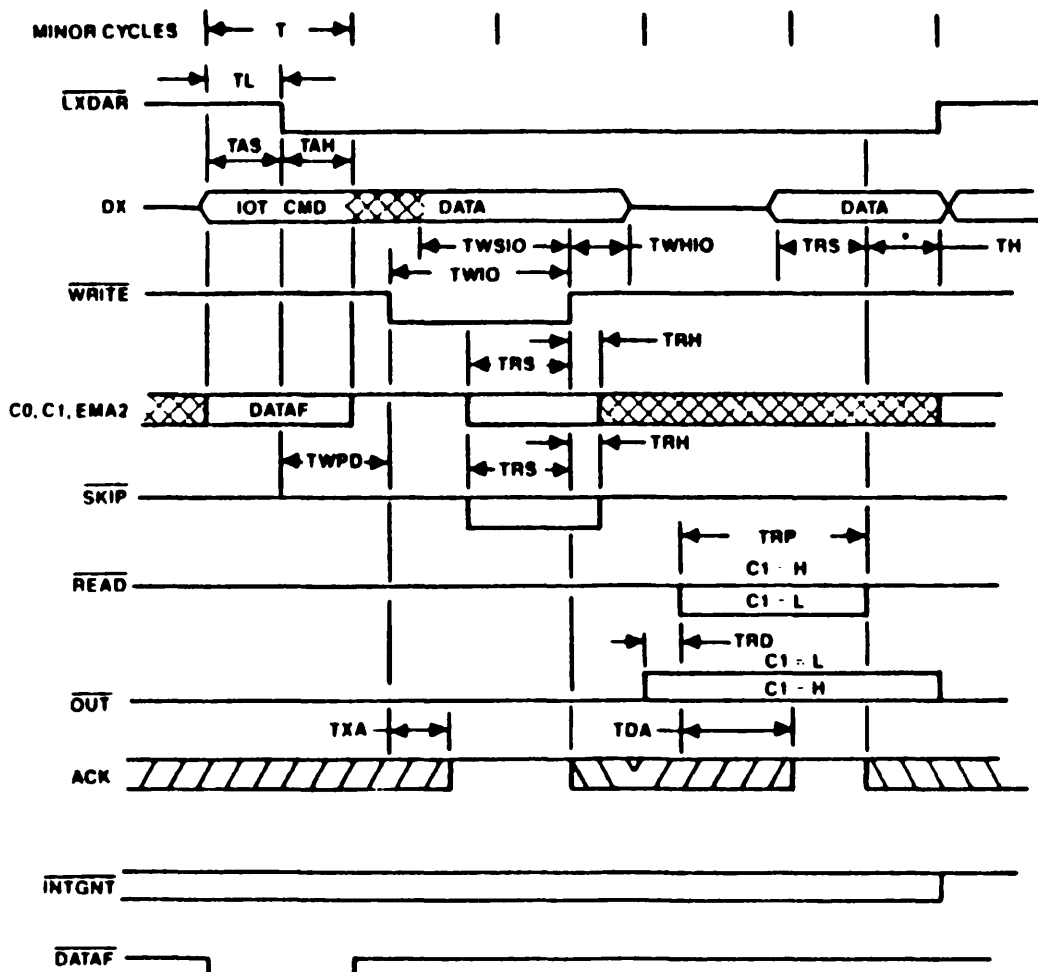 MINOR CYCLES T
TL
LXDAR
TAS TAH
DX IOT CMD DATA DATA
TWSIO TWHIO TRS * TH
TWIO
WRITE
TRH
TRS
C0, C1, EMA2 DATAF
TRH
TWPD TRS
SKIP
TRP
C1 - H
READ
C1 - L
TRD
C1 - L
C1 - H
OUT
TXA TDA
ACK
INTGNT
DATAF